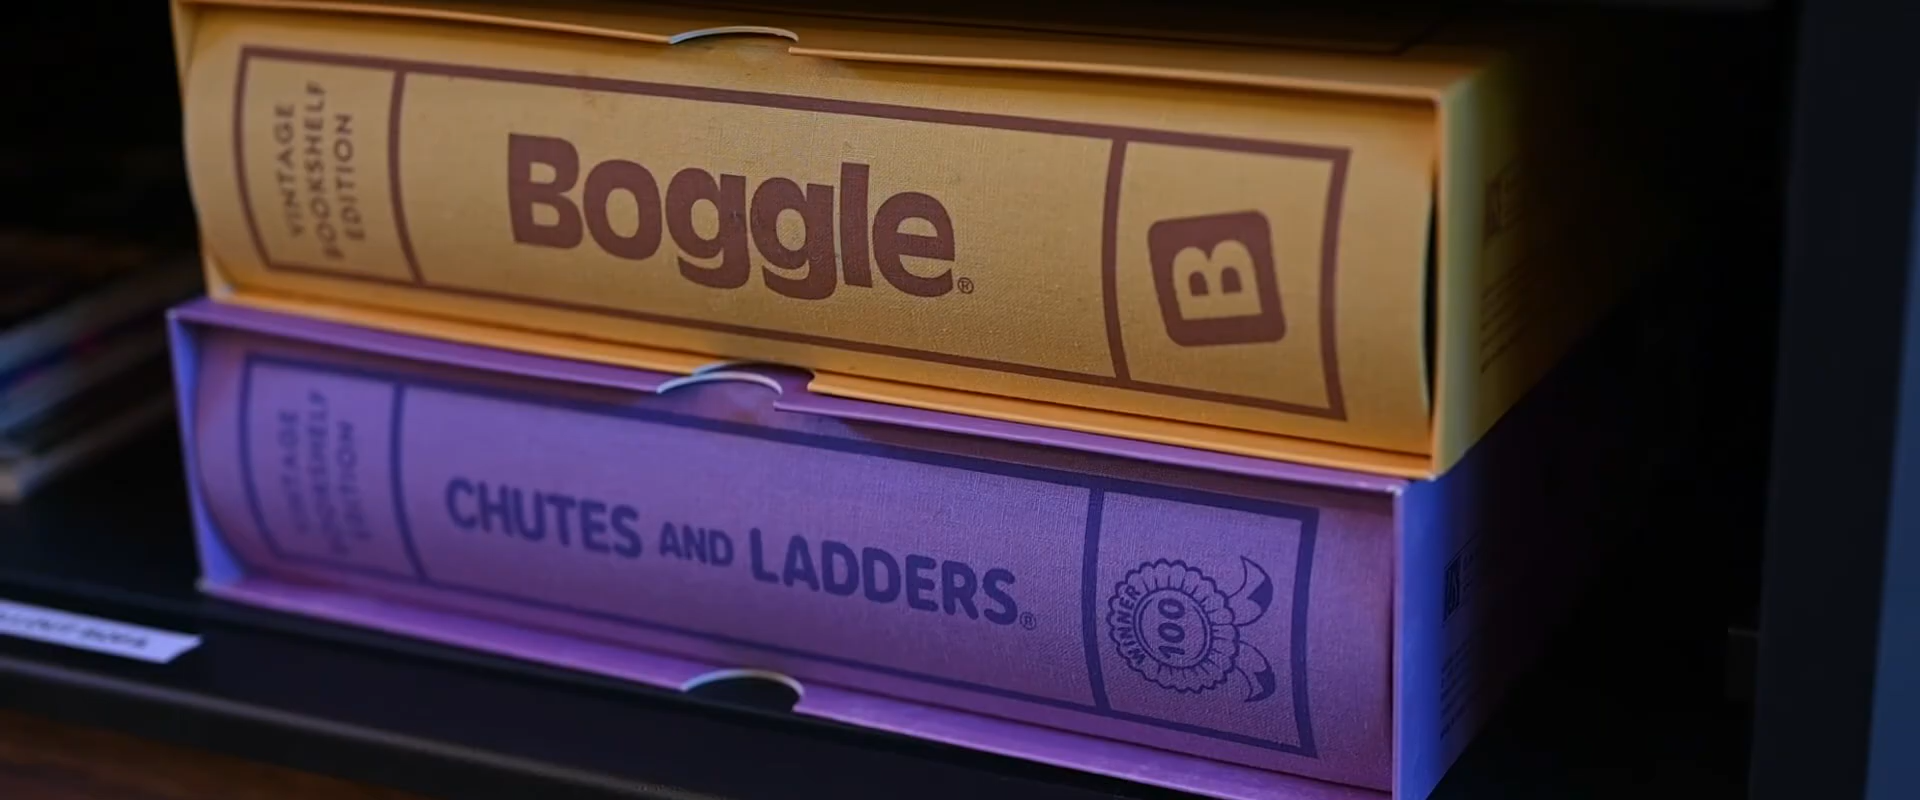 VINTAGE
BOOKSHELF
EDITION
Boggle®
B
VINTAGE
BOOKSHELF
EDITION
CHUTES AND LADDERS®
WINNER
100